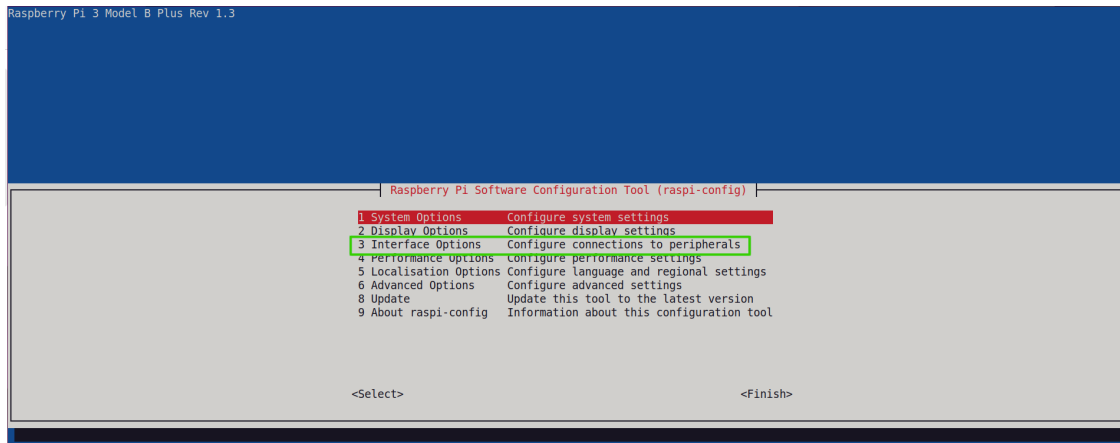 Raspberry Pi 3 Model B Plus Rev 1.3
Raspberry Pi Software Configuration Tool (raspi-config)
1 System Options Configure system settings
2 Display Options Configure display settings
3 Interface Options Configure connections to peripherals
4 Performance Options Configure performance settings
5 Localisation Options Configure language and regional settings
6 Advanced Options Configure advanced settings
8 Update Update this tool to the latest version
9 About raspi-config Information about this configuration tool
<Select> <Finish>